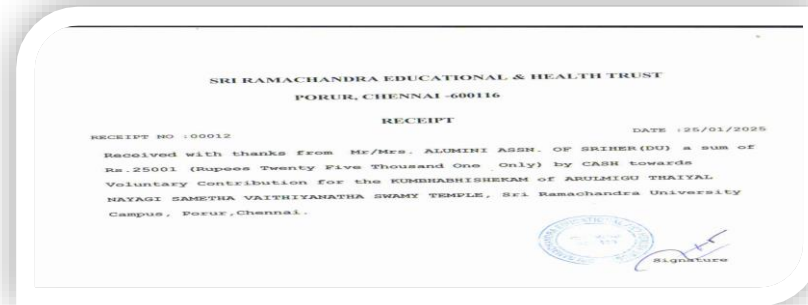 SRI RAMACHANDRA EDUCATIONAL & HEALTH TRUST
PORUR, CHENNAI -600116
RECEIPT
RECEIPT NO :00012
DATE :25/01/2025
Received with thanks from Mr/Mrs. ALUMINI ASSN. OF SRIHER(DU) a sum of
Rs.25001 (Rupees Twenty Five Thousand One Only) by CASH towards
Voluntary Contribution for the KUMBHABHISHEKAM of ARULMIGU THAIYAL
NAYAGI SAMETHA VAITHIYANATHA SWAMY TEMPLE, Sri Ramachandra University
Campus, Porur,Chennai.
Signature